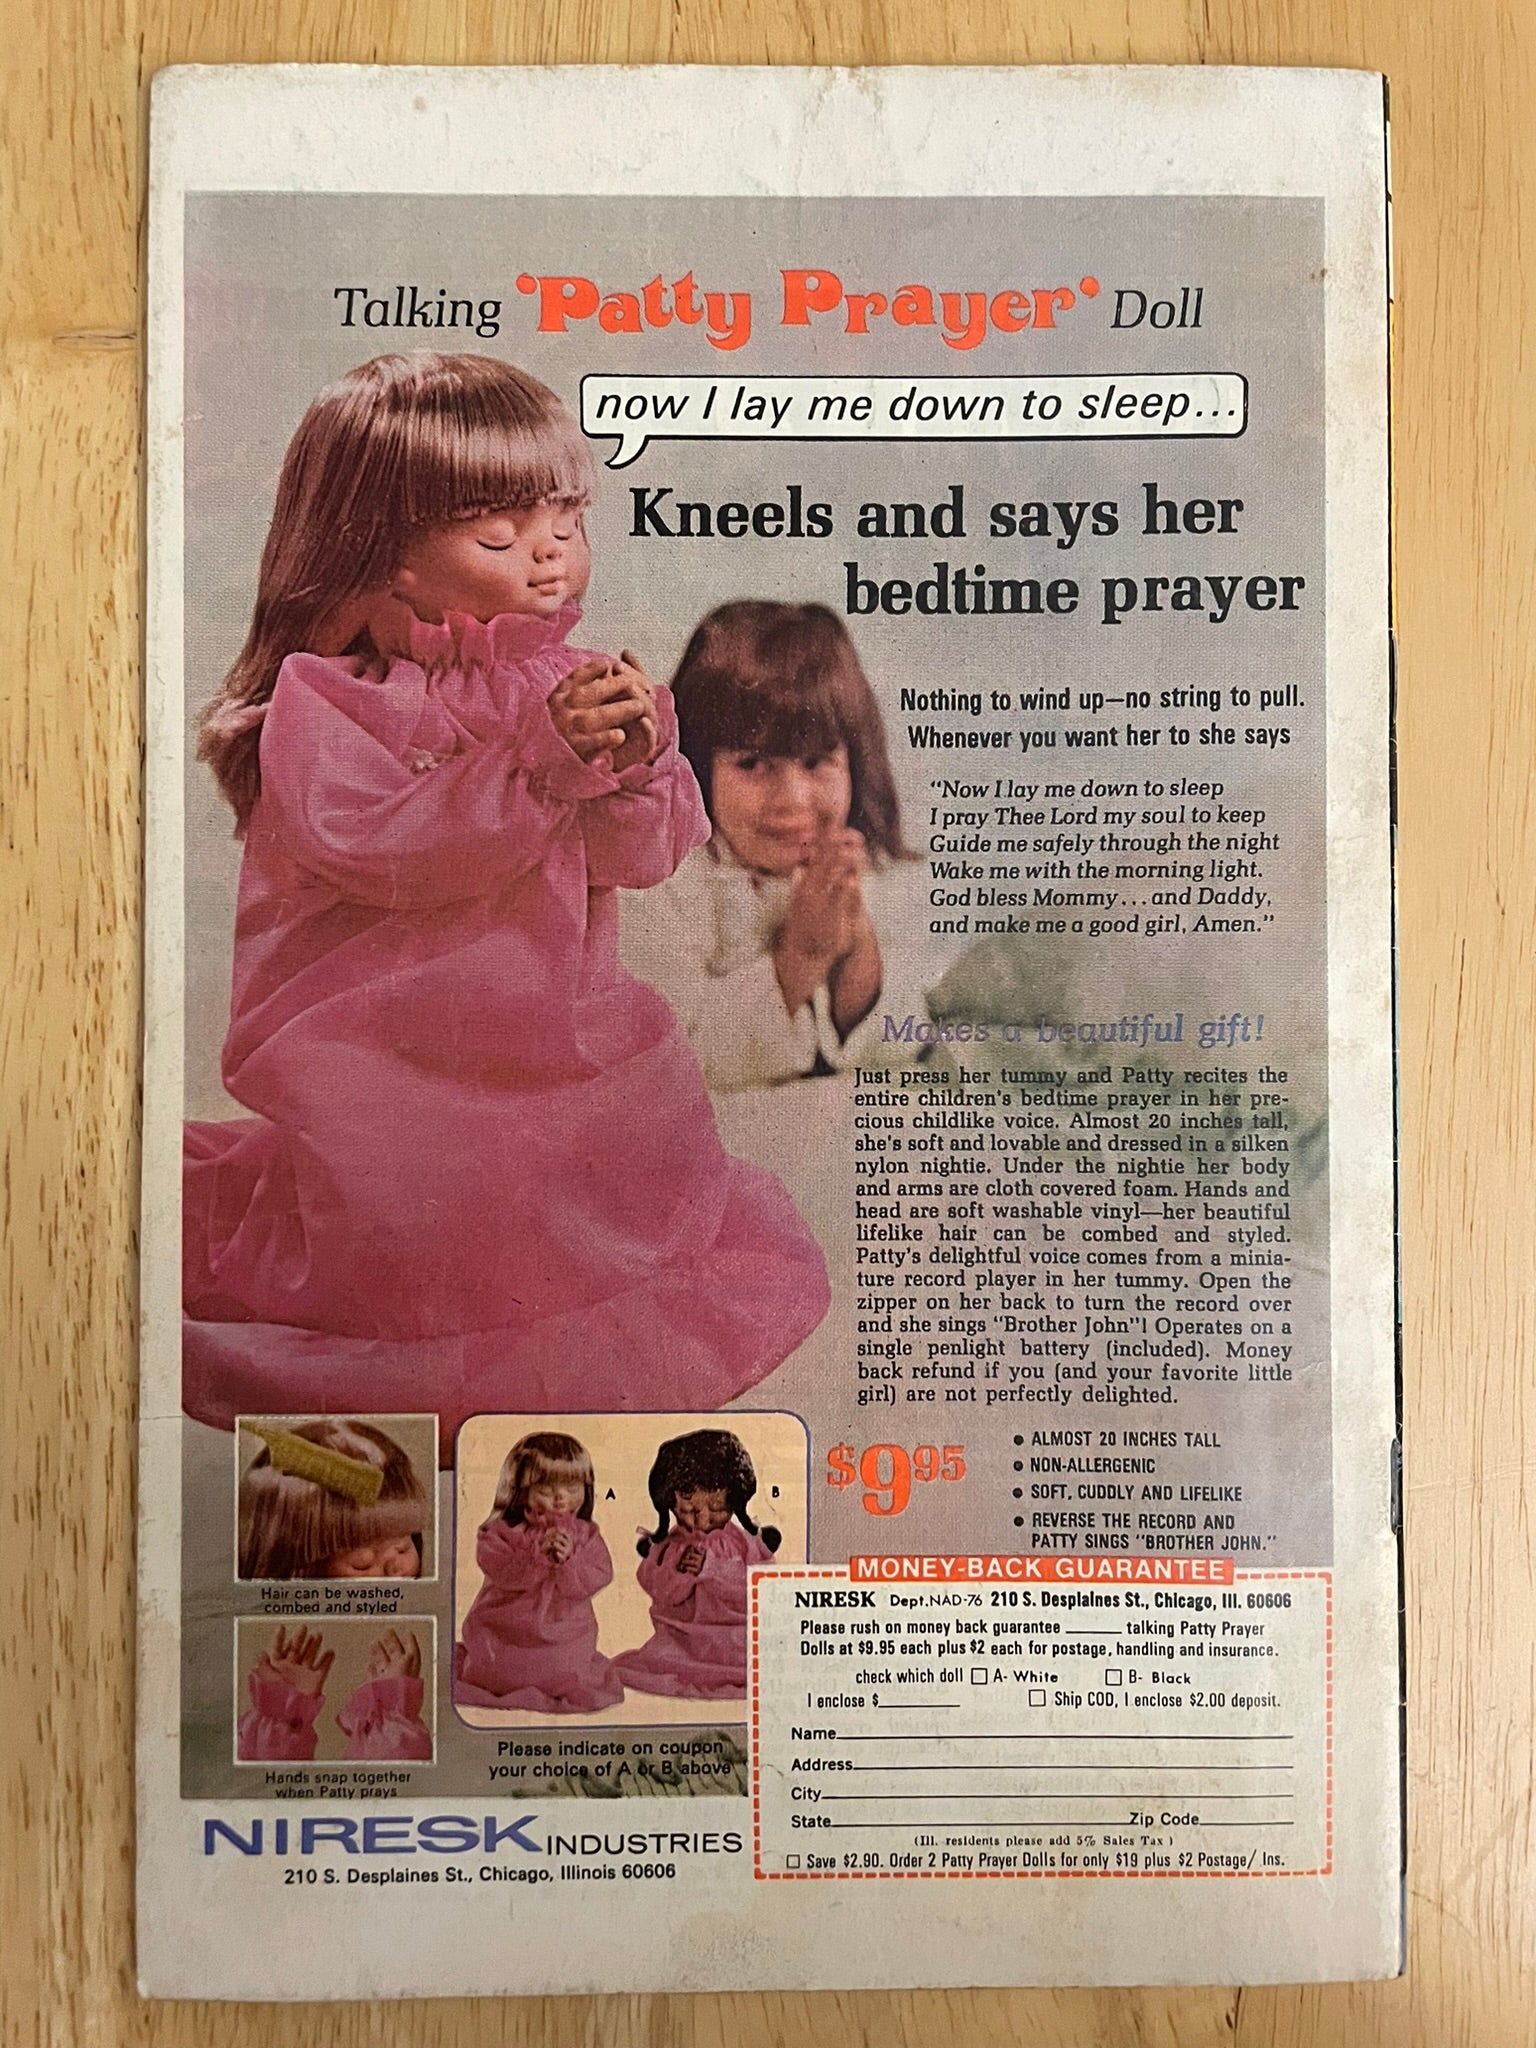 Talking 'Patty Prayer' Doll
now I lay me down to sleep...
Kneels and says her
bedtime prayer
Nothing to wind up—no string to pull.
Whenever you want her to she says
"Now I lay me down to sleep
I pray Thee Lord my soul to keep
Guide me safely through the night
Wake me with the morning light.
God bless Mommy...and Daddy,
and make me a good girl, Amen."
Makes a beautiful gift!
Just press her tummy and Patty recites the
entire children's bedtime prayer in her pre-
cious childlike voice. Almost 20 inches tall,
she's soft and lovable and dressed in a silken
nylon nightie. Under the nightie her body
and arms are cloth covered foam. Hands and
head are soft washable vinyl—her beautiful
lifelike hair can be combed and styled.
Patty's delightful voice comes from a minia-
ture record player in her tummy. Open the
zipper on her back to turn the record over
and she sings "Brother John"! Operates on a
single penlight battery (included). Money
back refund if you (and your favorite little
girl) are not perfectly delighted.
$9.95
• ALMOST 20 INCHES TALL
• NON-ALLERGENIC
• SOFT, CUDDLY AND LIFELIKE
• REVERSE THE RECORD AND
PATTY SINGS "BROTHER JOHN."
Hair can be washed,
combed and styled
Hands snap together
when Patty prays
A
B
Please indicate on coupon
your choice of A or B above
NIRESK INDUSTRIES
210 S. Desplaines St., Chicago, Illinois 60606
MONEY-BACK GUARANTEE
NIRESK Dept.NAD-76 210 S. Desplaines St., Chicago, Ill. 60606
Please rush on money back guarantee ______ talking Patty Prayer
Dolls at $9.95 each plus $2 each for postage, handling and insurance.
check which doll □ A- White □ B- Black
I enclose $________ □ Ship COD, I enclose $2.00 deposit.
Name
Address
City
State Zip Code
(Ill. residents please add 5% Sales Tax)
□ Save $2.90. Order 2 Patty Prayer Dolls for only $19 plus $2 Postage/ Ins.